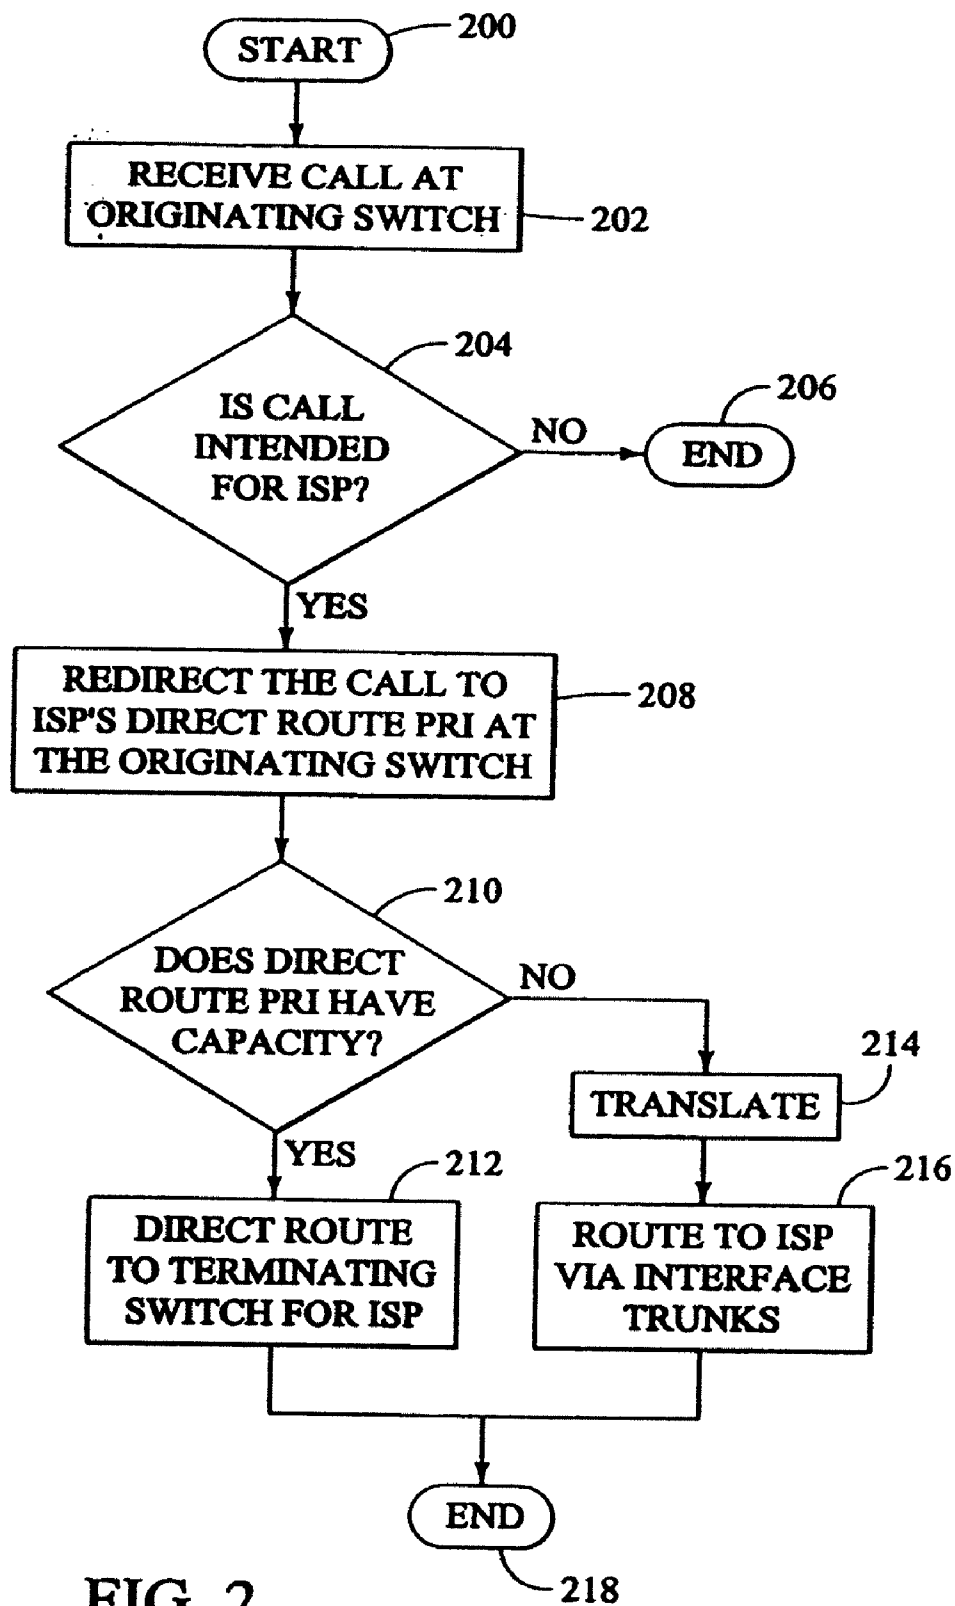 200
START
RECEIVE CALL AT
ORIGINATING SWITCH
202
204
IS CALL
INTENDED
FOR ISP?
NO
206
END
YES
REDIRECT THE CALL TO
ISP'S DIRECT ROUTE PRI AT
THE ORIGINATING SWITCH
208
210
DOES DIRECT
ROUTE PRI HAVE
CAPACITY?
NO
214
TRANSLATE
YES
212
DIRECT ROUTE
TO TERMINATING
SWITCH FOR ISP
216
ROUTE TO ISP
VIA INTERFACE
TRUNKS
END
218
FIG. 2